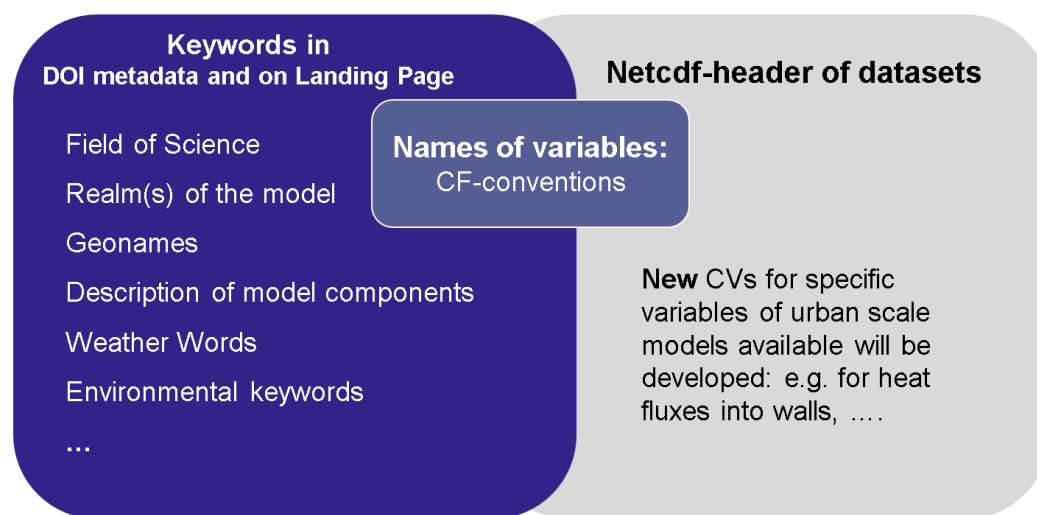 Keywords in
DOI metadata and on Landing Page
Field of Science
Realm(s) of the model
Geonames
Description of model components
Weather Words
Environmental keywords
...
Names of variables:
CF-conventions
Netcdf-header of datasets
New CVs for specific
variables of urban scale
models available will be
developed: e.g. for heat
fluxes into walls, ….